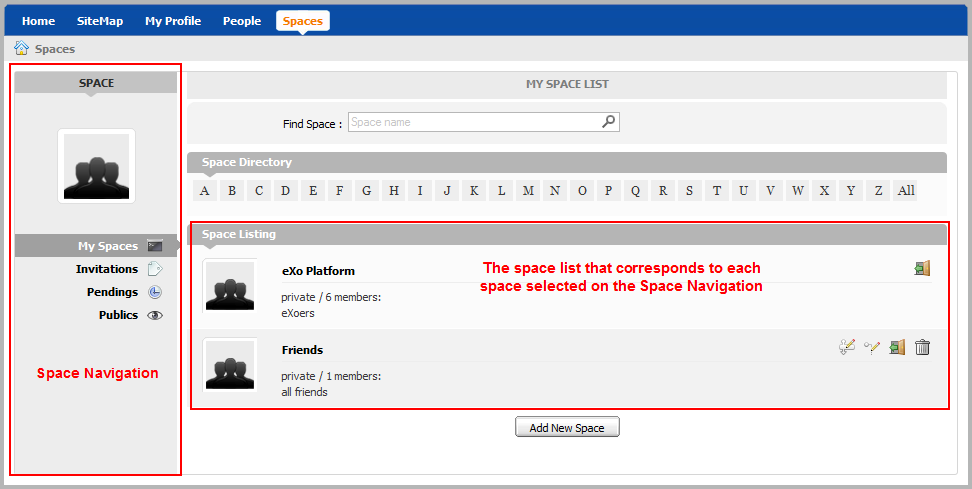 Home SiteMap My Profile People Spaces
Spaces
SPACE
My Spaces
Invitations
Pendings
Publics
Space Navigation
MY SPACE LIST
Find Space : Space name
Space Directory
A B C D E F G H I J K L M N O P Q R S T U V W X Y Z All
Space Listing
eXo Platform
private / 6 members:
eXoers
The space list that corresponds to each
space selected on the Space Navigation
Friends
private / 1 members:
all friends
Add New Space